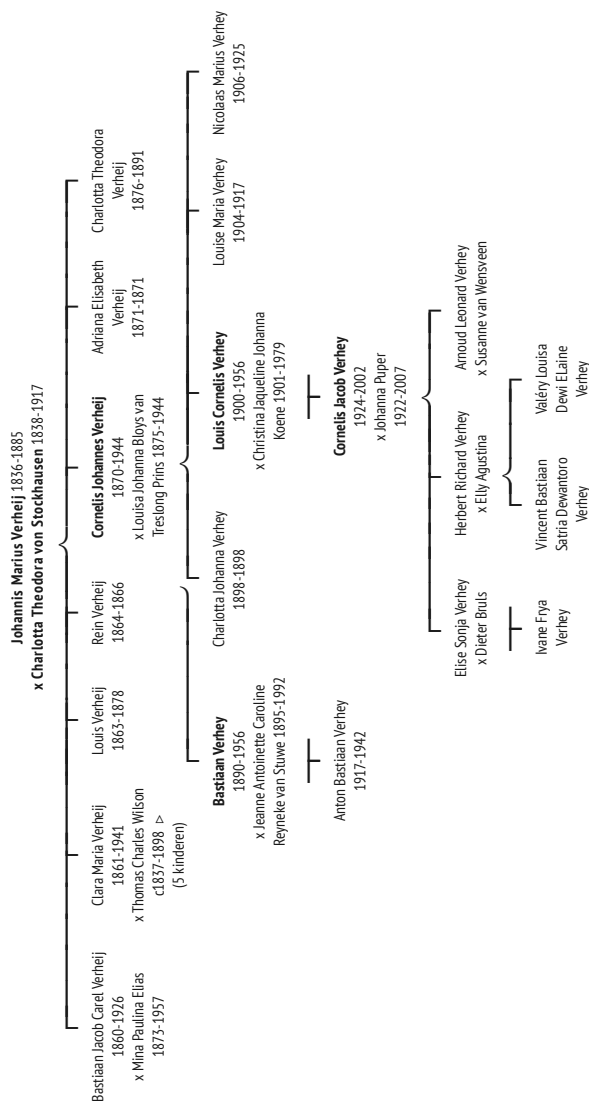 Johannis Marius Verheij 1836-1885
x Charlotta Theodora von Stockhausen 1838-1917
Bastiaan Jacob Carel Verheij
1860-1926
x Mina Paulina Elias
1873-1957
Clara Maria Verheij
1861-1941
x Thomas Charles Wilson
c1837-1898 ▷
(5 kinderen)
Louis Verheij
1863-1878
Rein Verheij
1864-1866
Cornelis Johannes Verheij
1870-1944
x Louisa Johanna Bloys van
Treslong Prins 1875-1944
Adriana Elisabeth
Verheij
1871-1871
Charlotta Theodora
Verheij
1876-1891
Bastiaan Verhey
1890-1956
x Jeanne Antoinette Caroline
Reyneke van Stuwe 1895-1992
Charlotta Johanna Verhey
1898-1898
Louis Cornelis Verhey
1900-1956
x Christina Jaqueline Johanna
Koene 1901-1979
Louise Maria Verhey
1904-1917
Nicolaas Marius Verhey
1906-1925
Anton Bastiaan Verhey
1917-1942
Cornelis Jacob Verhey
1924-2002
x Johanna Puper
1922-2007
Elise Sonja Verhey
x Dieter Bruls
Herbert Richard Verhey
x Elly Agustina
Arnoud Leonard Verhey
x Susanne van Wensveen
Ivane Frya
Verhey
Vincent Bastiaan
Satria Dewantoro
Verhey
Valéry Louisa
Dewi ELaine
Verhey